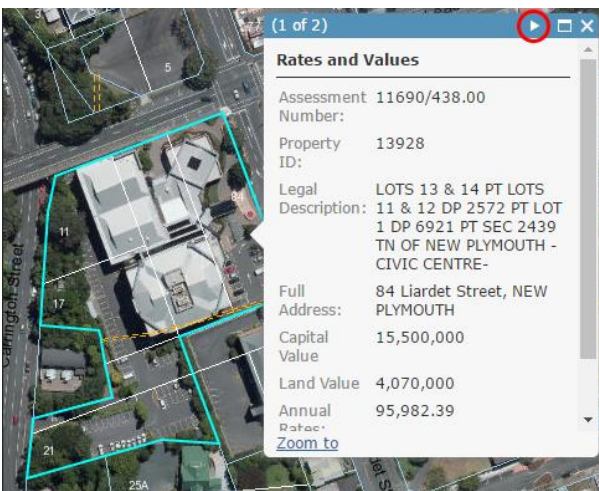 (1 of 2)
Rates and Values
Assessment Number: 11690/438.00
Property ID: 13928
Legal Description: LOTS 13 & 14 PT LOTS
11 & 12 DP 2572 PT LOT
1 DP 6921 PT SEC 2439
TN OF NEW PLYMOUTH -
CIVIC CENTRE-
Full Address: 84 Liardet Street, NEW
PLYMOUTH
Capital Value 15,500,000
Land Value 4,070,000
Annual Rates: 95,982.39
Zoom to
3
5
84
11
17
Carrington Street
21
25A
det S